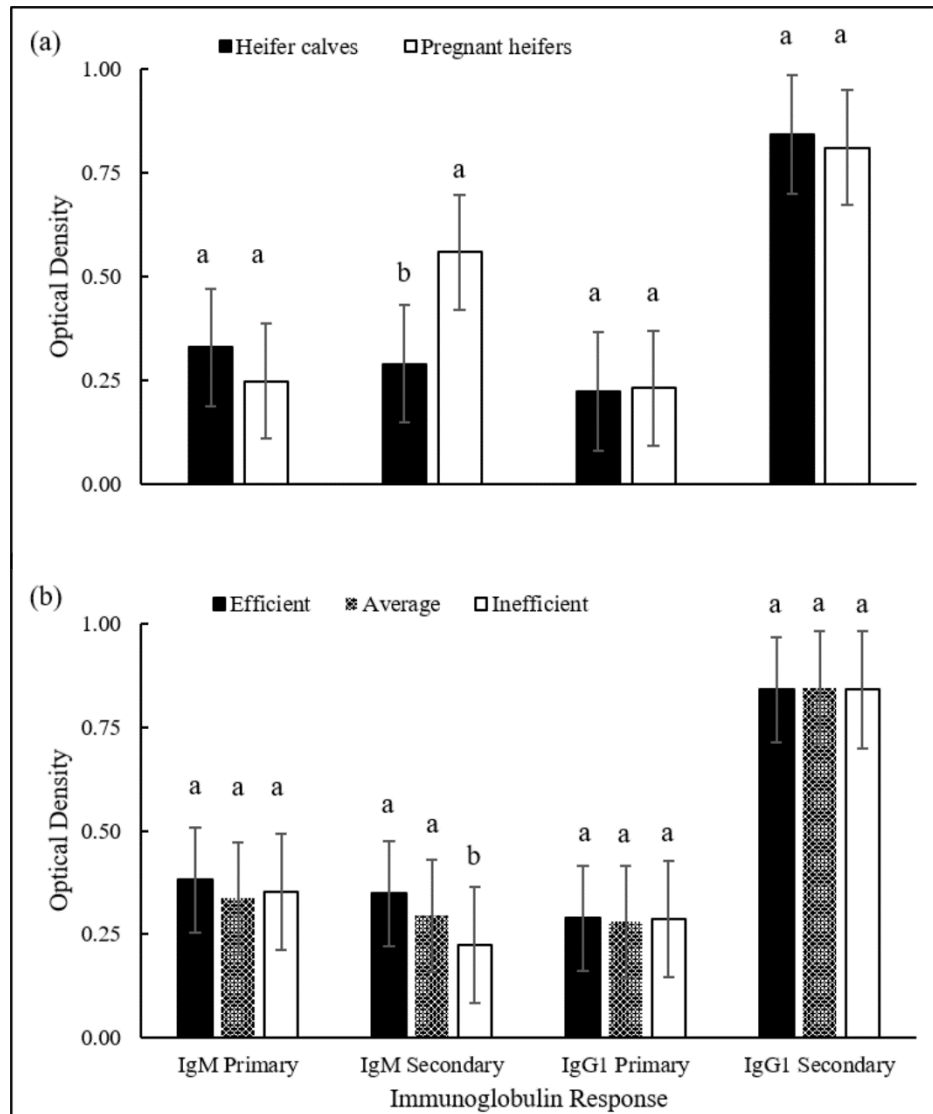 (a)
Heifer calves Pregnant heifers
a a
1.00
0.75
0.50
0.25
0.00
Optical Density
a
a a
b
a a
(b)
Efficient Average Inefficient
a a a
1.00
0.75
0.50
0.25
0.00
Optical Density
a a a
a a b
a a a
IgM Primary IgM Secondary IgG1 Primary IgG1 Secondary
Immunoglobulin Response